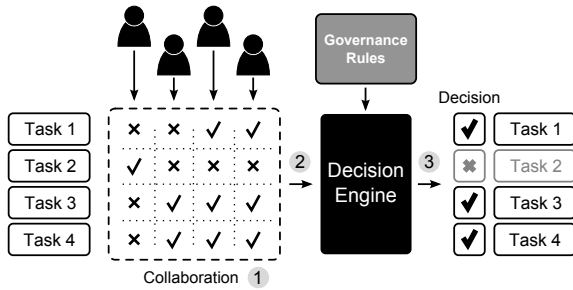 Governance
Rules
Decision
Task 1
Task 2
Task 3
Task 4
2
Decision
Engine
3
Task 1
Task 2
Task 3
Task 4
Collaboration 1